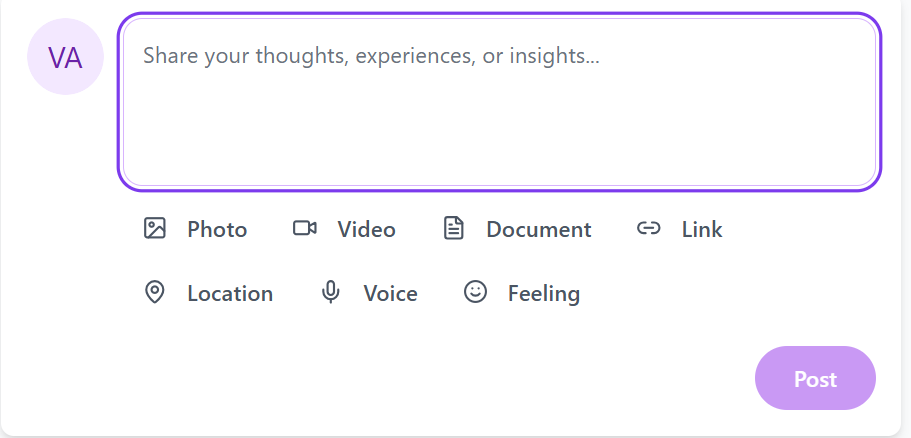 VA
Share your thoughts, experiences, or insights...
Photo Video Document Link
Location Voice Feeling
Post